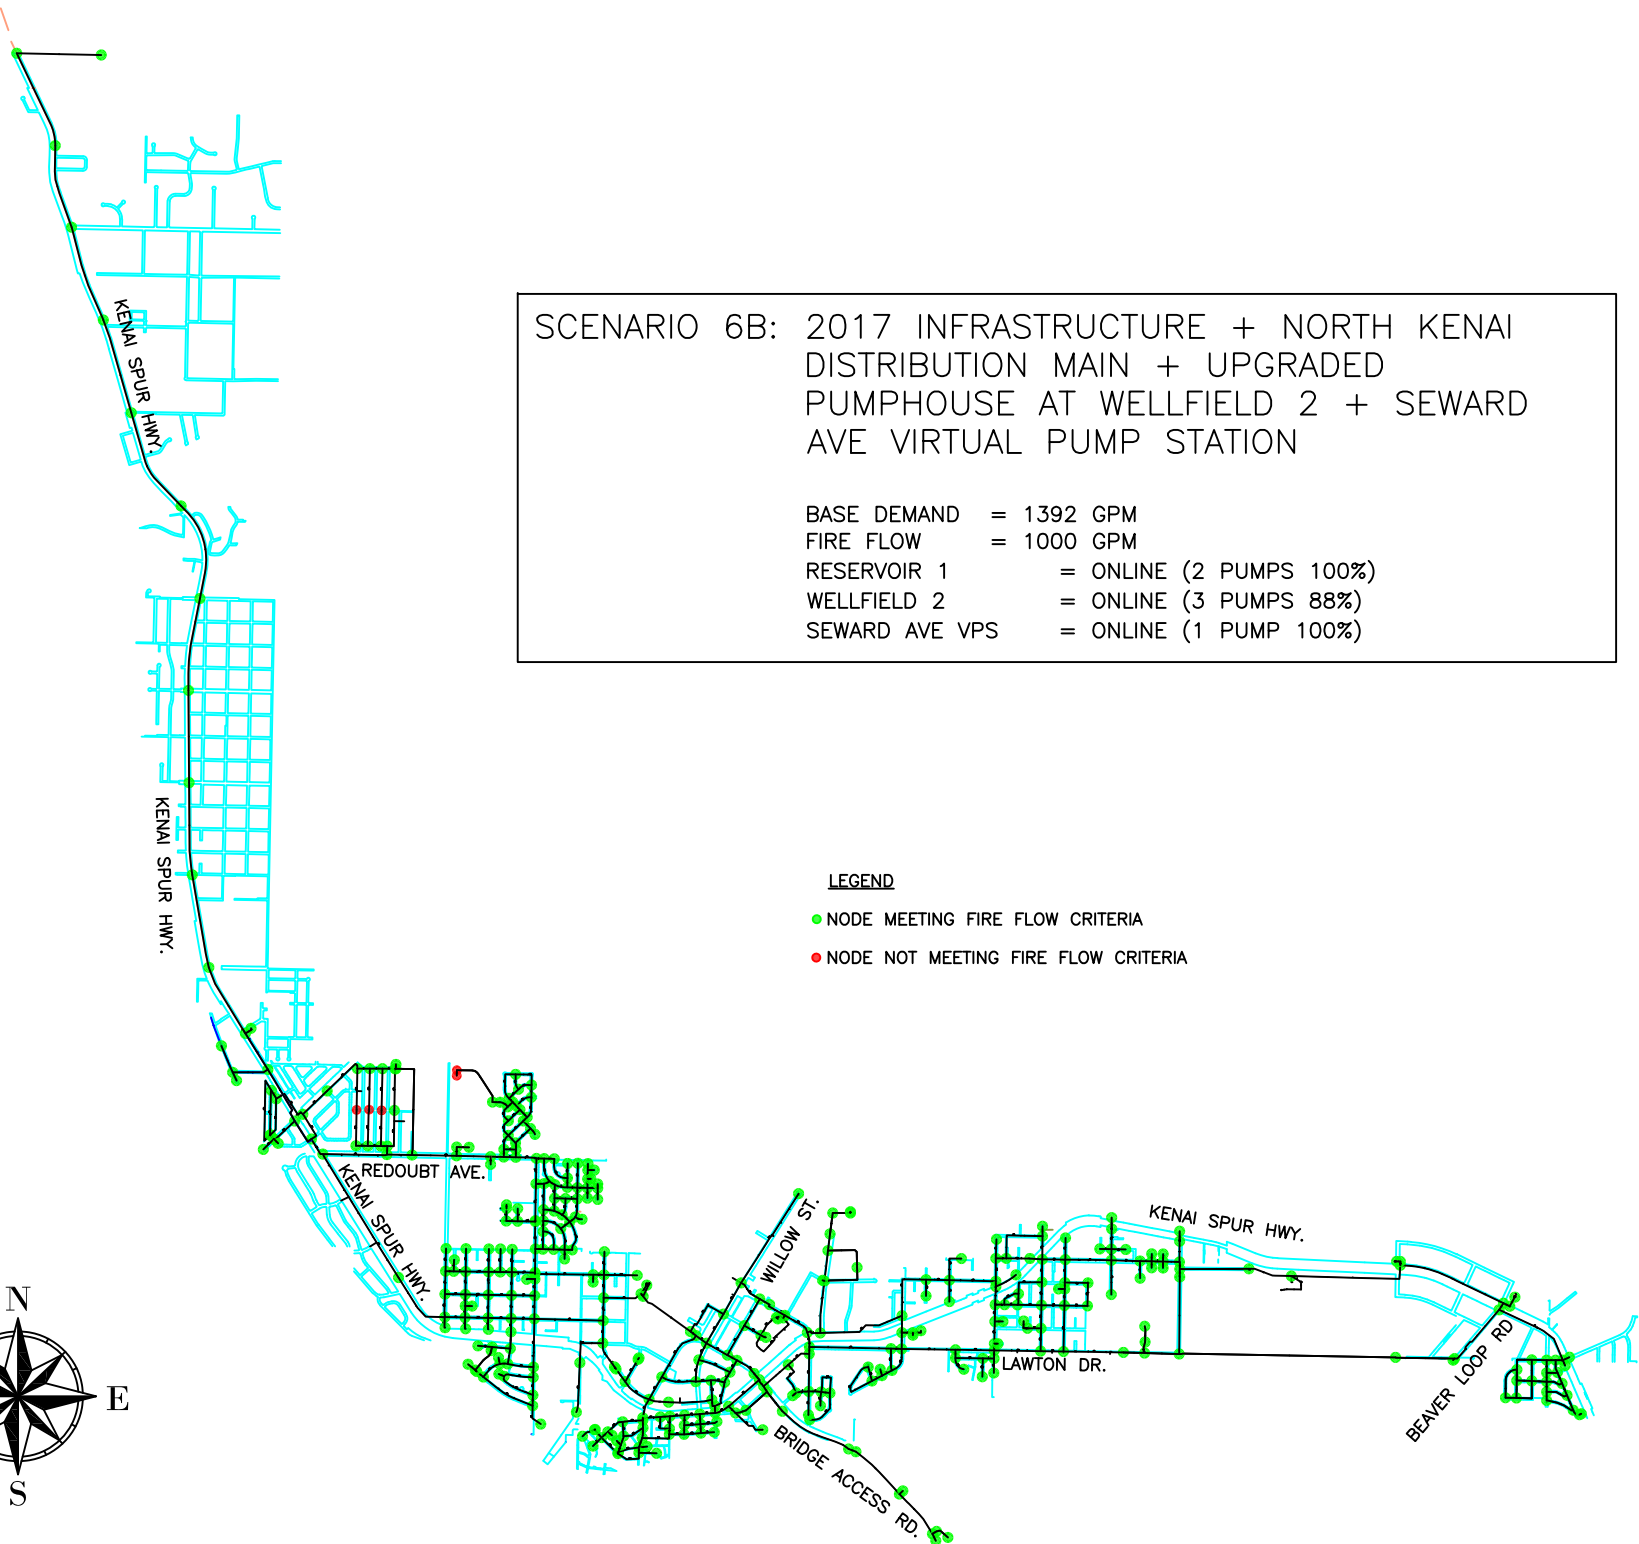 SCENARIO 6B: 2017 INFRASTRUCTURE + NORTH KENAI
DISTRIBUTION MAIN + UPGRADED
PUMPHOUSE AT WELLFIELD 2 + SEWARD
AVE VIRTUAL PUMP STATION
BASE DEMAND = 1392 GPM
FIRE FLOW = 1000 GPM
RESERVOIR 1 = ONLINE (2 PUMPS 100%)
WELLFIELD 2 = ONLINE (3 PUMPS 88%)
SEWARD AVE VPS = ONLINE (1 PUMP 100%)
KENAI SPUR HWY.
KENAI SPUR HWY.
LEGEND
NODE MEETING FIRE FLOW CRITERIA
NODE NOT MEETING FIRE FLOW CRITERIA
REDOUBT AVE.
KENAI SPUR HWY.
WILLOW ST.
KENAI SPUR HWY.
LAWTON DR.
BEAVER LOOP RD
BRIDGE ACCESS RD.
N
E
S